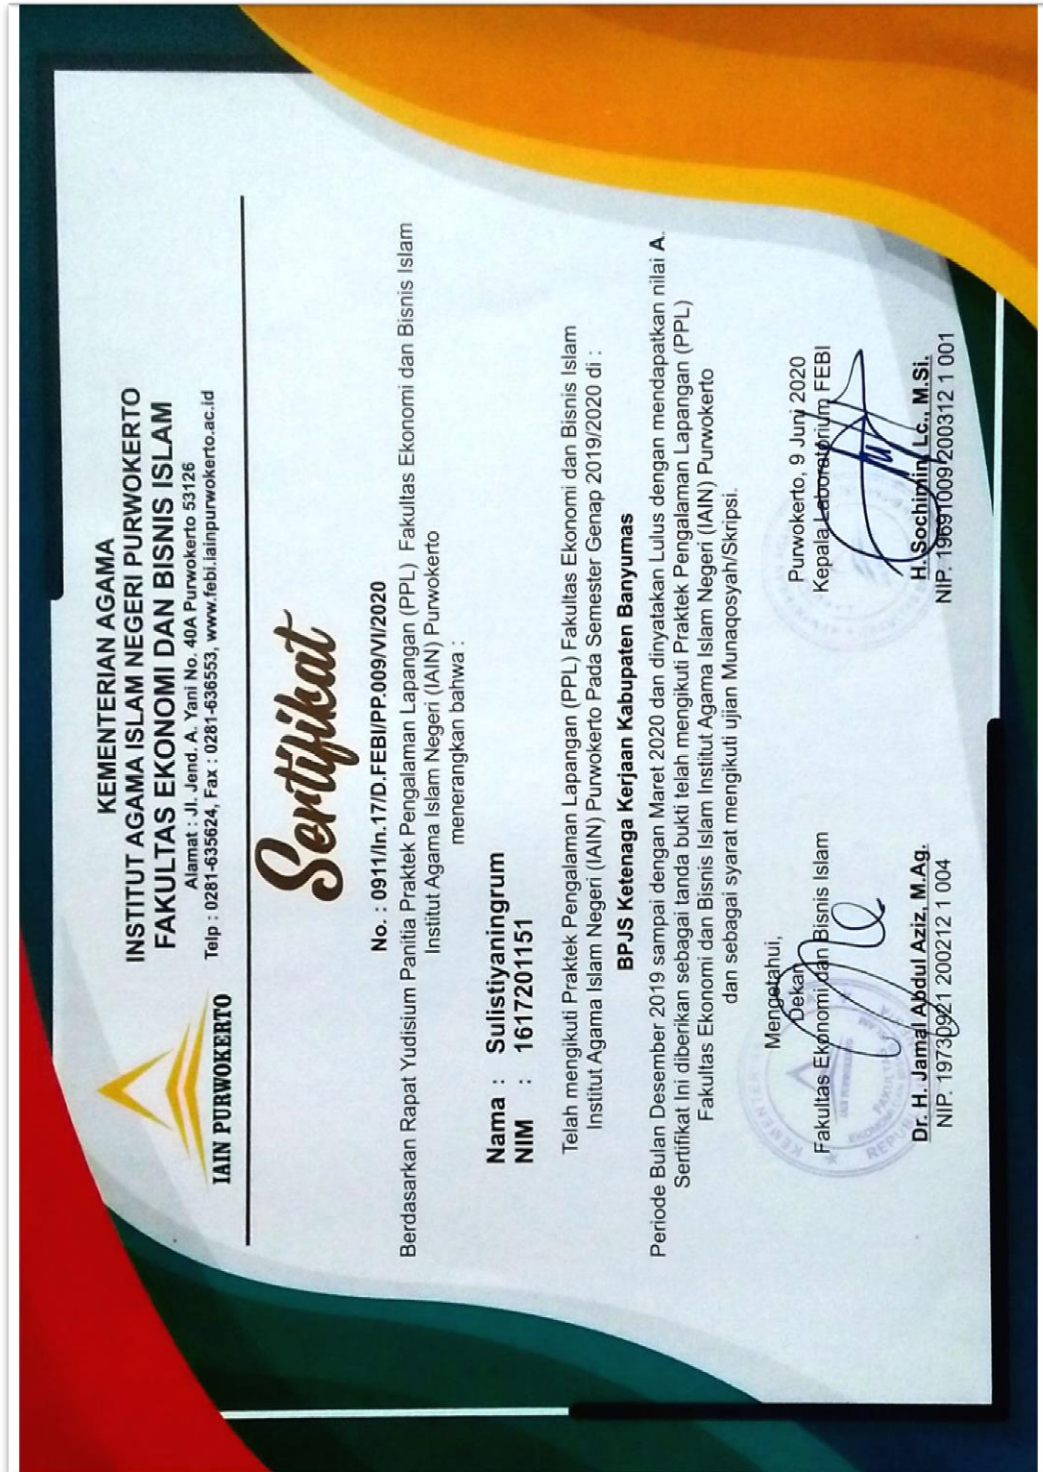 KEMENTERIAN AGAMA
INSTITUT AGAMA ISLAM NEGERI PURWOKERTO
FAKULTAS EKONOMI DAN BISNIS ISLAM
Alamat : Jl. Jend. A. Yani No. 40A Purwokerto 53126
Telp : 0281-635624, Fax : 0281-636553, www.febi.iainpurwokerto.ac.id
IAIN PURWOKERTO
Sertifikat
No. : 0911/In.17/D.FEBI/PP.009/VI/2020
Berdasarkan Rapat Yudisium Panitia Praktek Pengalaman Lapangan (PPL) Fakultas Ekonomi dan Bisnis Islam
Institut Agama Islam Negeri (IAIN) Purwokerto
menerangkan bahwa :
Nama : Sulistiyaningrum
NIM : 1617201151
Telah mengikuti Praktek Pengalaman Lapangan (PPL) Fakultas Ekonomi dan Bisnis Islam
Institut Agama Islam Negeri (IAIN) Purwokerto Pada Semester Genap 2019/2020 di :
BPJS Ketenaga Kerjaan Kabupaten Banyumas
Periode Bulan Desember 2019 sampai dengan Maret 2020 dan dinyatakan Lulus dengan mendapatkan nilai A.
Sertifikat Ini diberikan sebagai tanda bukti telah mengikuti Praktek Pengalaman Lapangan (PPL)
Fakultas Ekonomi dan Bisnis Islam Institut Agama Islam Negeri (IAIN) Purwokerto
dan sebagai syarat mengikuti ujian Munaqosyah/Skripsi.
Mengetahui,
Dekan
Fakultas Ekonomi dan Bisnis Islam
Dr. H. Jamal Abdul Aziz, M.Ag.
NIP. 19730921 200212 1 004
Purwokerto, 9 Juni 2020
Kepala Laboratorium FEBI
H. Sochimin, Lc., M.Si.
NIP. 19691009 200312 1 001